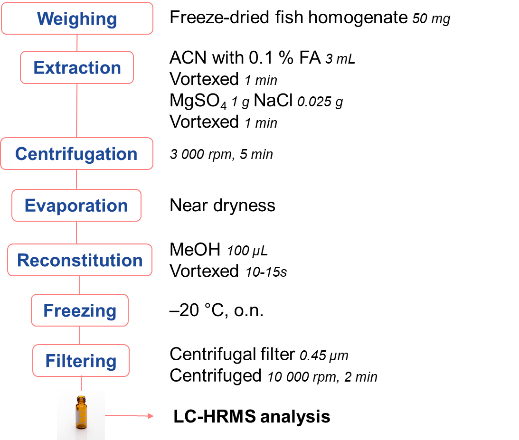 Weighing
Freeze-dried fish homogenate 50 mg
Extraction
ACN with 0.1 % FA 3 mL
Vortexed 1 min
MgSO₄ 1 g NaCl 0.025 g
Vortexed 1 min
Centrifugation
3 000 rpm, 5 min
Evaporation
Near dryness
Reconstitution
MeOH 100 µL
Vortexed 10-15s
Freezing
–20 °C, o.n.
Filtering
Centrifugal filter 0.45 µm
Centrifuged 10 000 rpm, 2 min
LC-HRMS analysis